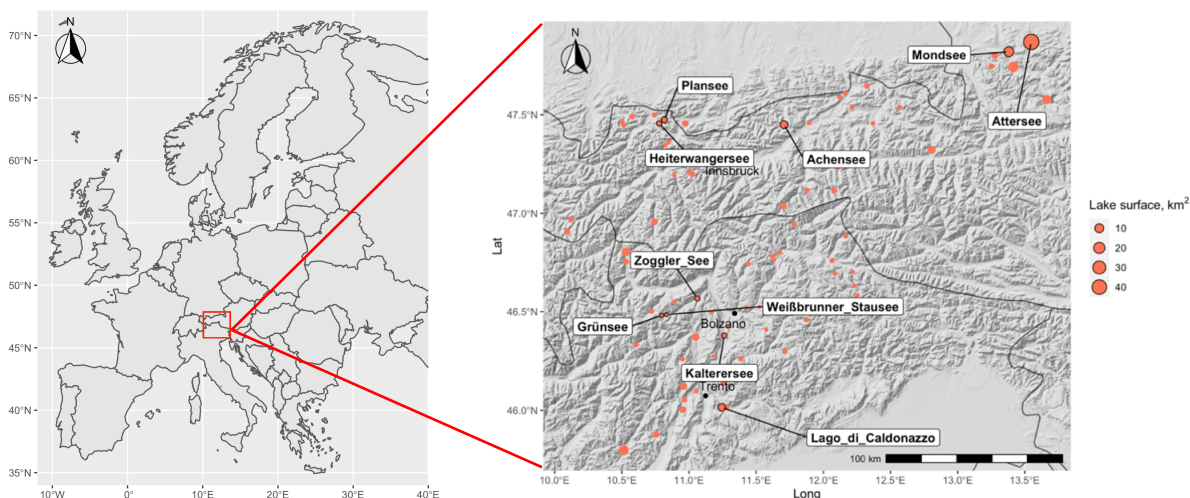 N
70°N
65°N
60°N
55°N
50°N
45°N
40°N
35°N
10°W
0°
10°E
20°E
30°E
40°E
N
Mondsee
Plansee
Attersee
47.5°N
Heiterwangersee
Achensee
Innsbruck
47.0°N
Lat
Zoggler_See
Weißbrunner_Stausee
46.5°N
Grünsee
Bolzano
Kalterersee
Trento
46.0°N
Lago_di_Caldonazzo
100 km
10.0°E
10.5°E
11.0°E
11.5°E
12.0°E
12.5°E
13.0°E
13.5°E
Long
Lake surface, km²
10
20
30
40